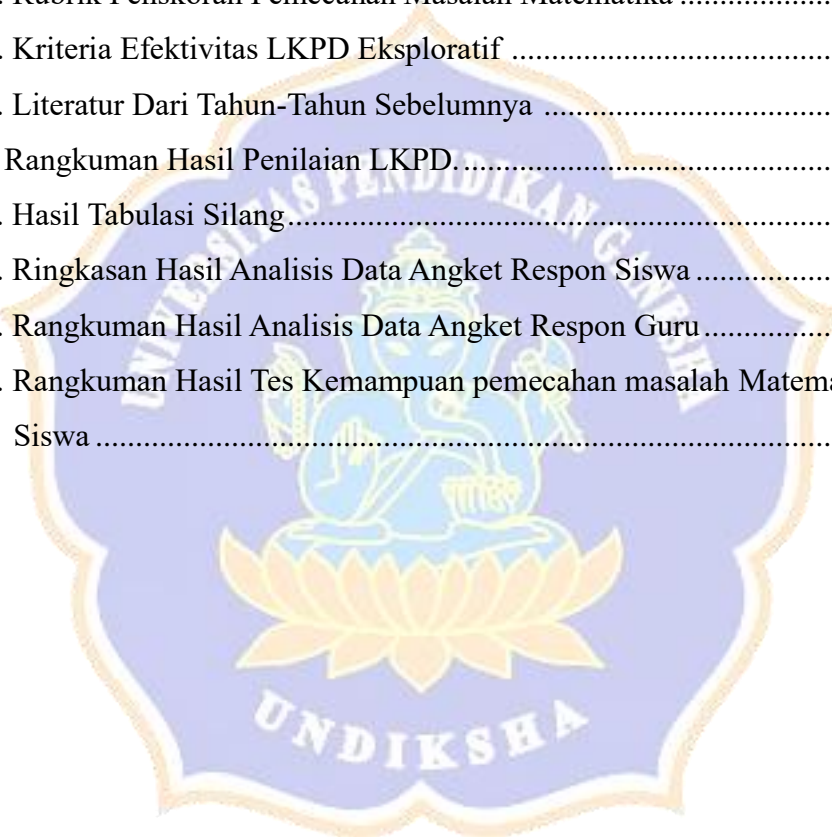 . Rubrik Penskoran Pemecahan Masalah Matematika ................
. Kriteria Efektivitas LKPD Eksploratif ....................................
. Literatur Dari Tahun-Tahun Sebelumnya ................................
Rangkuman Hasil Penilaian LKPD..........................................
. Hasil Tabulasi Silang..............................................................
. Ringkasan Hasil Analisis Data Angket Respon Siswa ..............
. Rangkuman Hasil Analisis Data Angket Respon Guru..............
. Rangkuman Hasil Tes Kemampuan pemecahan masalah Matema
Siswa ......................................................................................
UNIVERSITAS PENDIDIKAN GANESHA
UNDIKSHA